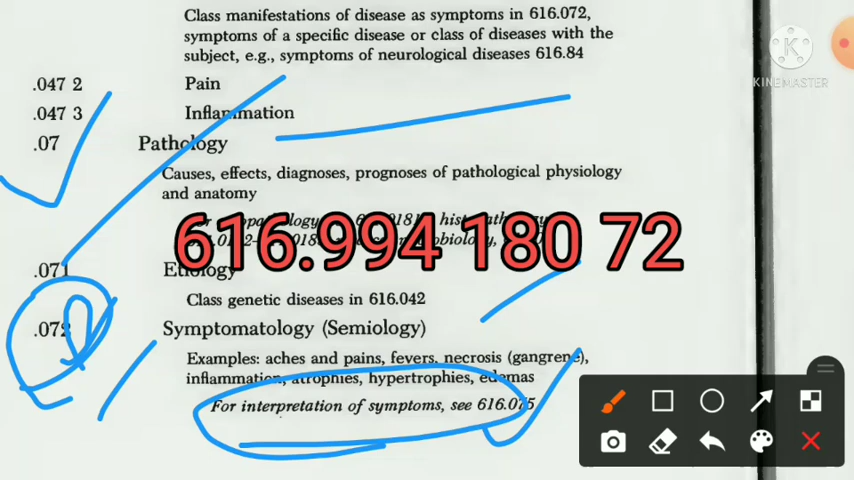 Class manifestations of disease as symptoms in 616.072,
symptoms of a specific disease or class of diseases with the
subject, e.g., symptoms of neurological diseases 616.84
.047 2 Pain
.047 3 Inflammation
.07 Pathology
Causes, effects, diagnoses, prognoses of pathological physiology
and anatomy
616.994 180 72
.071 Etiology
Class genetic diseases in 616.042
.072 Symptomatology (Semiology)
Examples: aches and pains, fevers, necrosis (gangrene),
inflammation, atrophies, hypertrophies, edemas
For interpretation of symptoms, see 616.075
K
KINEMASTER